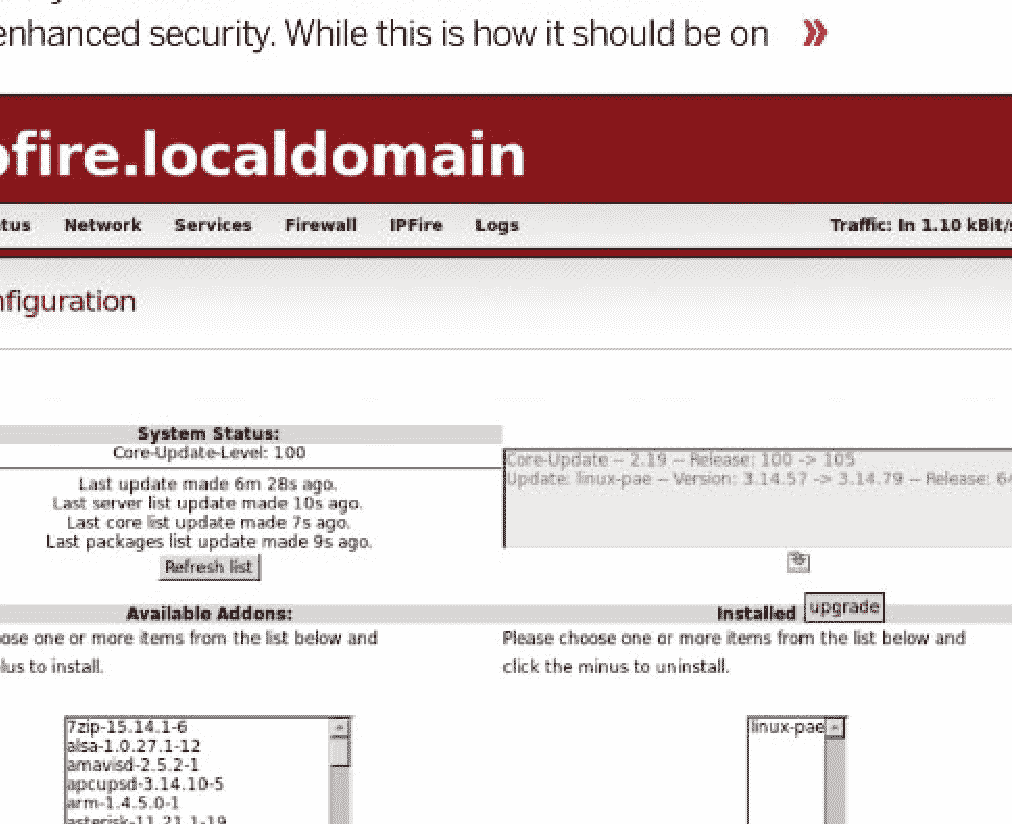 enhanced security. While this is how it should be on »
fire.localdomain
Network Services Firewall IPFire Logs Traffic: In 1.10 kBit/s
nfiguration
System Status:
Core-Update-Level: 100
Core-Update -- 2.19 -- Release: 100 -> 105
Update: linux-pae -- Version: 3.14.57 -> 3.14.79 -- Release: 64
Last update made 6m 28s ago.
Last server list update made 10s ago.
Last core list update made 7s ago.
Last packages list update made 9s ago.
Refresh list
Available Addons:
Installed
upgrade
ose one or more items from the list below and
lus to install.
Please choose one or more items from the list below and
click the minus to uninstall.
7zip-15.14.1-6
alsa-1.0.27.1-12
amavisd-2.5.2-1
apcupsd-3.14.10-5
arm-1.4.5.0-1
asterisk-11.21.1-19
linux-pae